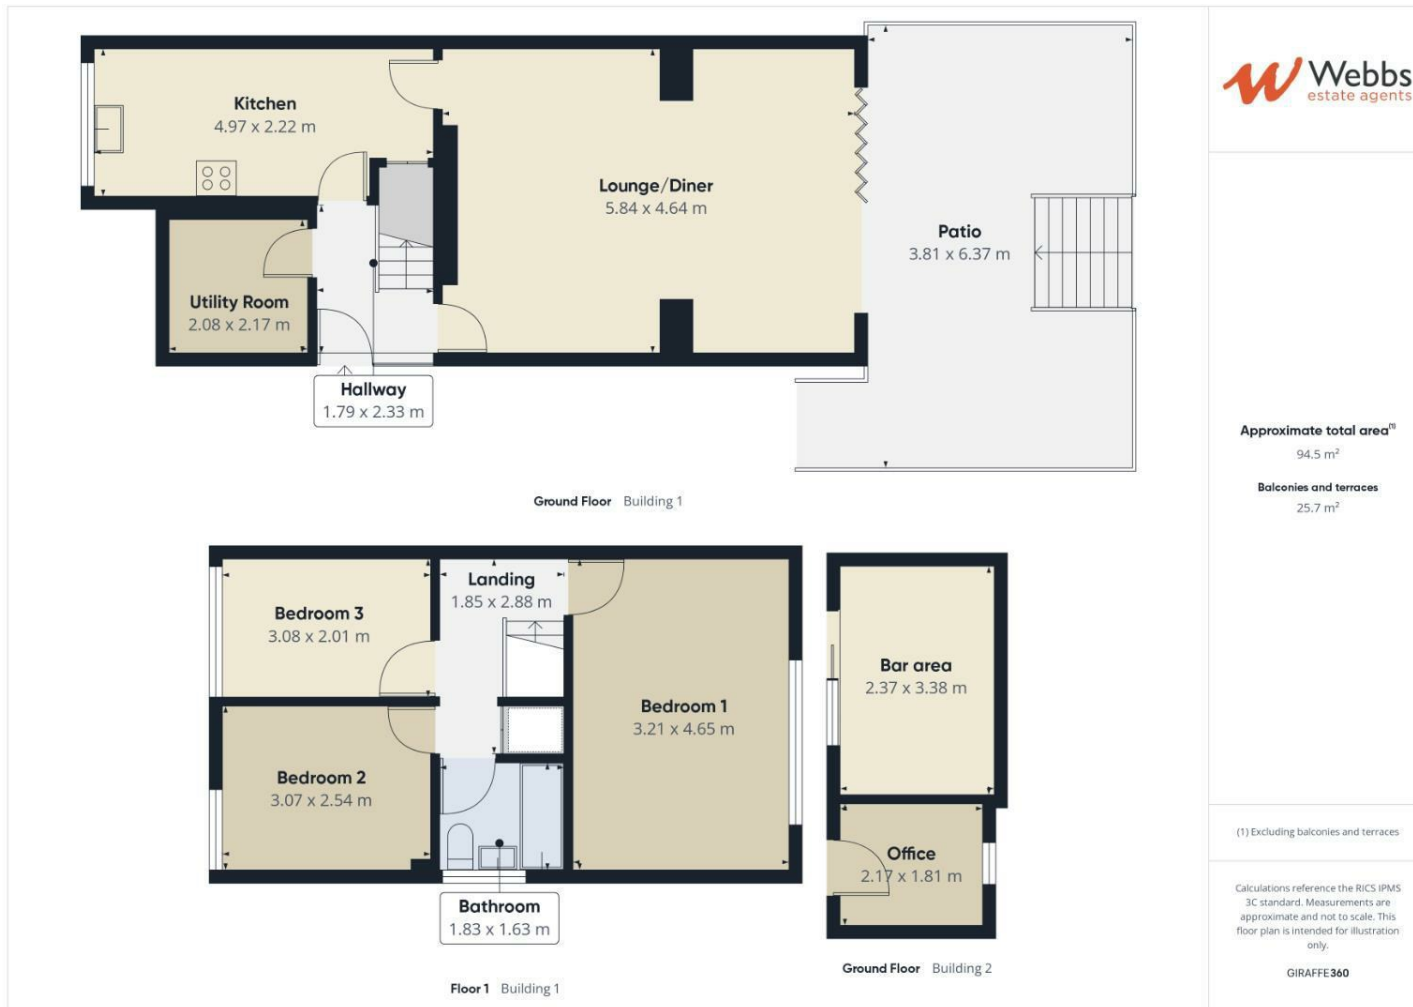 Kitchen
4.97 x 2.22 m
Lounge/Diner
5.84 x 4.64 m
Patio
3.81 x 6.37 m
Utility Room
2.08 x 2.17 m
Hallway
1.79 x 2.33 m
Ground Floor Building 1
Landing
1.85 x 2.88 m
Bedroom 3
3.08 x 2.01 m
Bedroom 1
3.21 x 4.65 m
Bedroom 2
3.07 x 2.54 m
Bathroom
1.83 x 1.63 m
Floor 1 Building 1
Bar area
2.37 x 3.38 m
Office
2.17 x 1.81 m
Ground Floor Building 2
Webbs
estate agents
Approximate total area(1)
94.5 m²
Balconies and terraces
25.7 m²
(1) Excluding balconies and terraces
Calculations reference the RICS IPMS
3C standard. Measurements are
approximate and not to scale. This
floor plan is intended for illustration
only.
GIRAFFE360